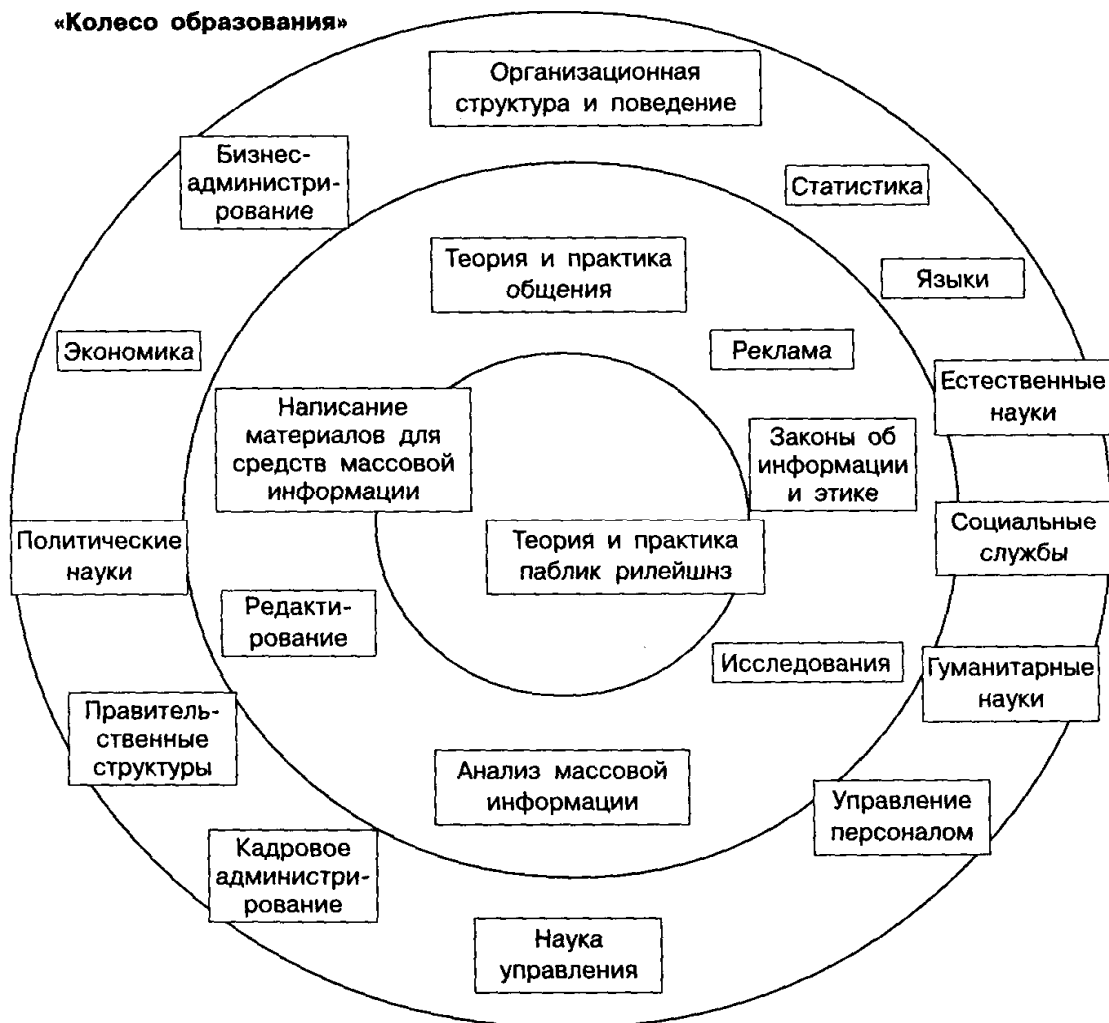 «Колесо образования»
Организационная
структура и поведение
Бизнес-
администри-
рование
Статистика
Языки
Теория и практика
общения
Экономика
Реклама
Естественные
науки
Написание
материалов для
средств массовой
информации
Законы об
информации
и этике
Политические
науки
Теория и практика
паблик рилейшнз
Социальные
службы
Редакти-
рование
Исследования
Гуманитарные
науки
Правитель-
ственные
структуры
Анализ массовой
информации
Управление
персоналом
Кадровое
администри-
рование
Наука
управления